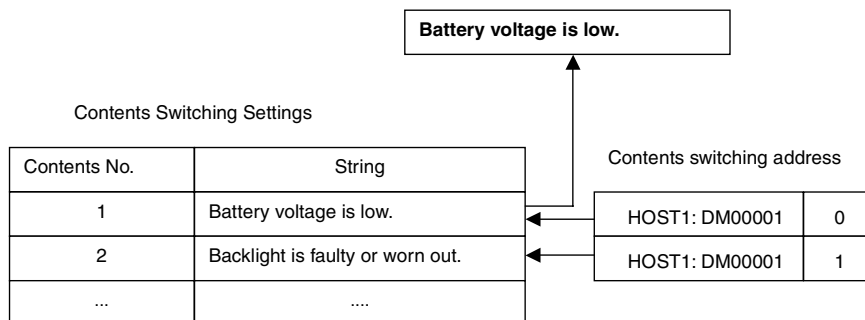 Battery voltage is low.
Contents Switching Settings
Contents No. String
1 Battery voltage is low.
2 Backlight is faulty or worn out.
... ....
Contents switching address
HOST1: DM00001 0
HOST1: DM00001 1